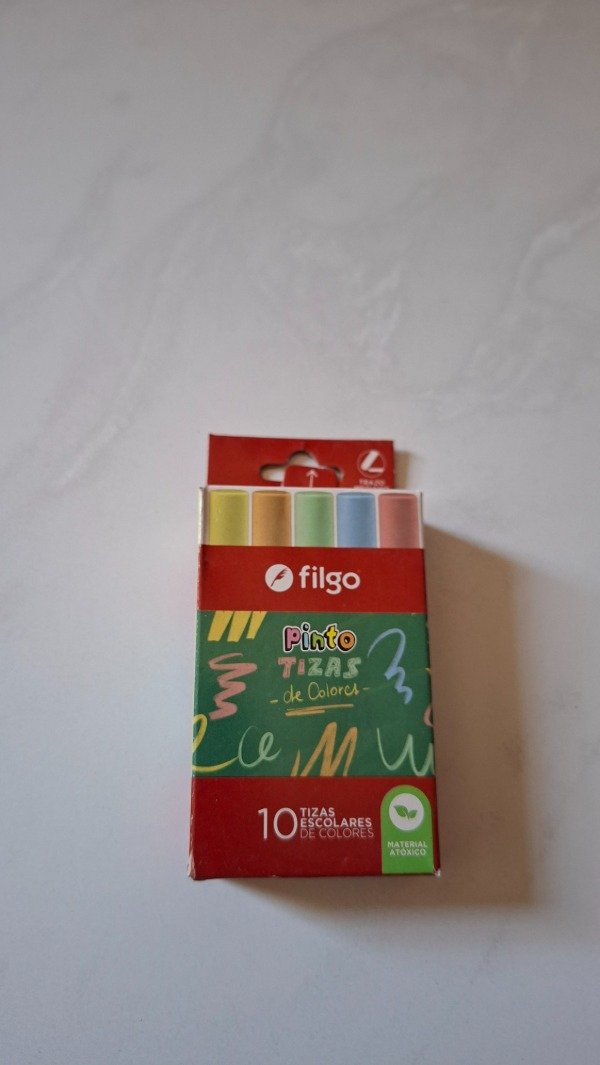 filgo
Pinto
TIZAS
- de Colores -
10 TIZAS
ESCOLARES
DE COLORES
MATERIAL
ATÓXICO